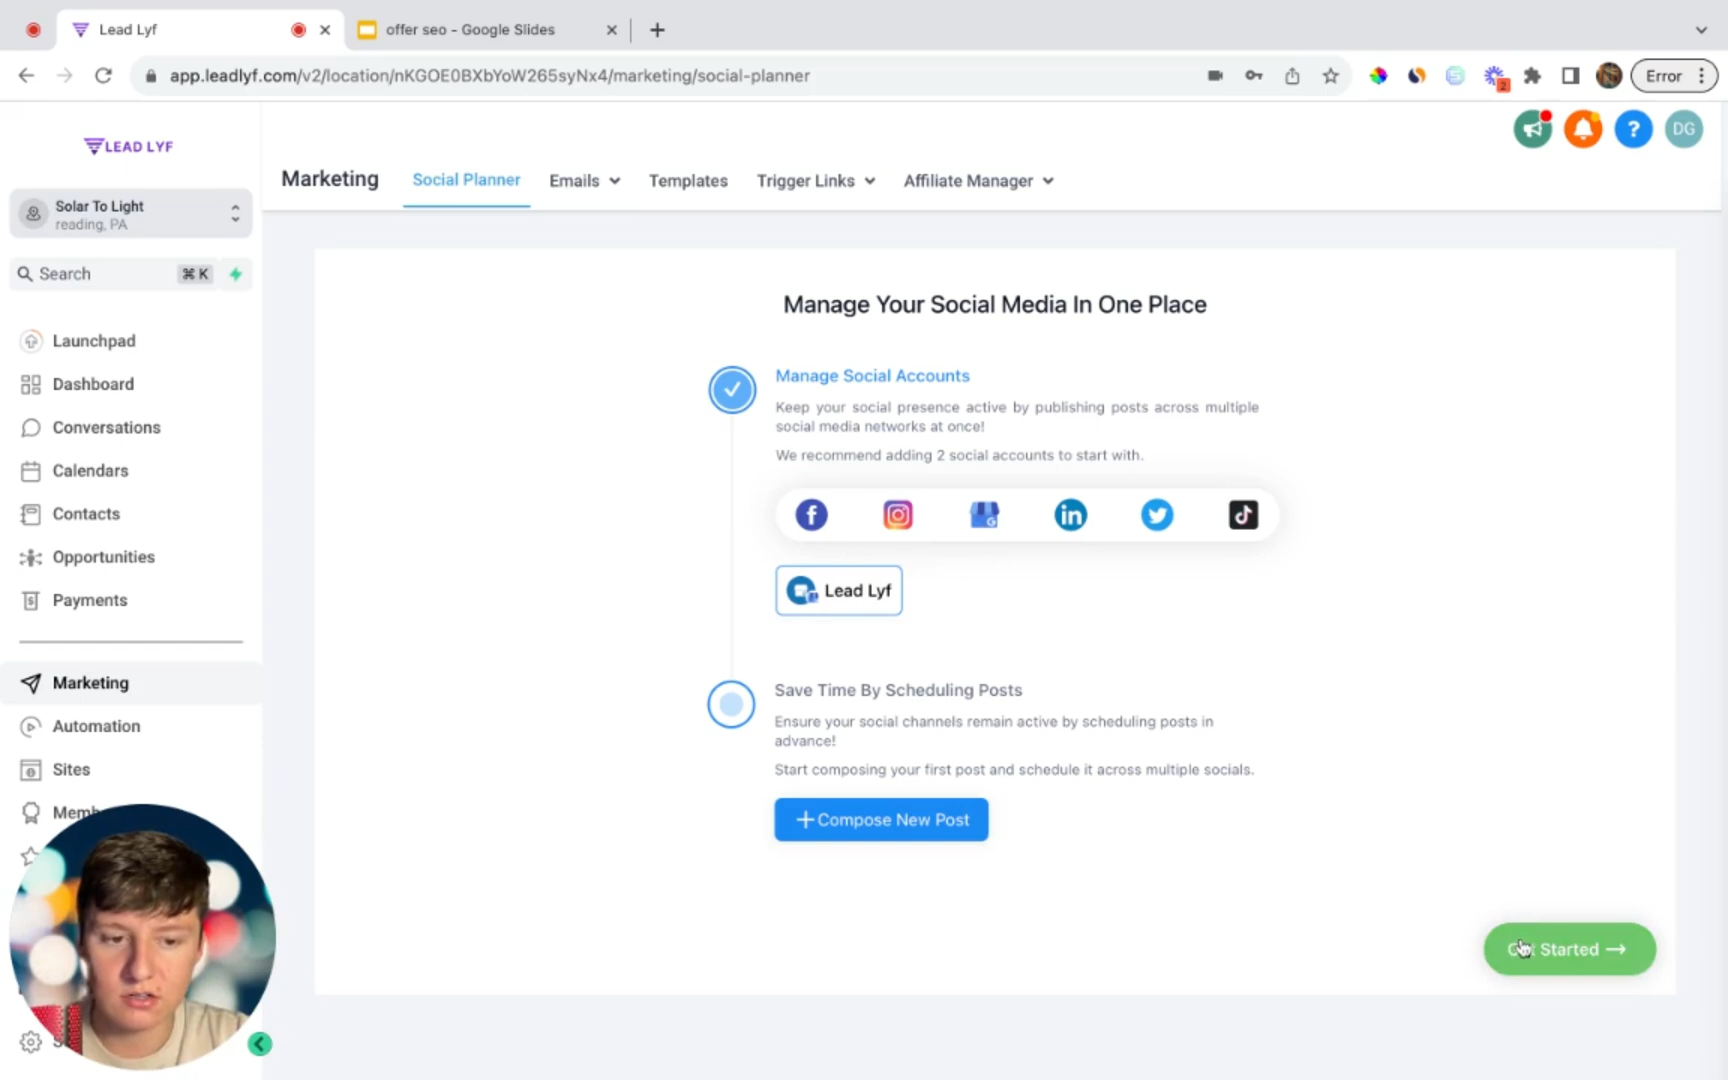 Lead Lyf
offer seo - Google Slides
app.leadlyf.com/v2/location/nKGOE0BXbYoW265syNx4/marketing/social-planner
2
Error
LEAD LYF
DG
Marketing
Social Planner
Emails
Templates
Trigger Links
Affiliate Manager
Solar To Light
reading, PA
Search
⌘ K
Launchpad
Dashboard
Conversations
Calendars
Contacts
Opportunities
Payments
Marketing
Automation
Sites
Manage Your Social Media In One Place
Manage Social Accounts
Keep your social presence active by publishing posts across multiple
social media networks at once!
We recommend adding 2 social accounts to start with.
Lead Lyf
Save Time By Scheduling Posts
Ensure your social channels remain active by scheduling posts in
advance!
Start composing your first post and schedule it across multiple socials.
+ Compose New Post
Started →